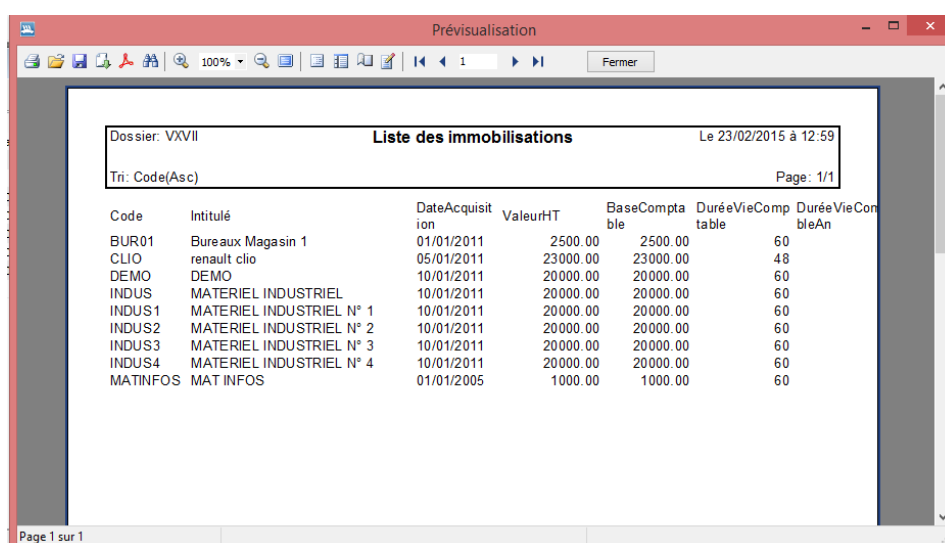 Prévisualisation
100% 1 Fermer
Dossier: VXVII Liste des immobilisations Le 23/02/2015 à 12:59
Tri: Code(Asc) Page: 1/1
Code Intitulé DateAcquisit ValeurHT BaseCompta DuréeVieComp DuréeVieCom
ion ble table bleAn
BUR01 Bureaux Magasin 1 01/01/2011 2500.00 2500.00 60
CLIO renault clio 05/01/2011 23000.00 23000.00 48
DEMO DEMO 10/01/2011 20000.00 20000.00 60
INDUS MATERIEL INDUSTRIEL 10/01/2011 20000.00 20000.00 60
INDUS1 MATERIEL INDUSTRIEL N° 1 10/01/2011 20000.00 20000.00 60
INDUS2 MATERIEL INDUSTRIEL N° 2 10/01/2011 20000.00 20000.00 60
INDUS3 MATERIEL INDUSTRIEL N° 3 10/01/2011 20000.00 20000.00 60
INDUS4 MATERIEL INDUSTRIEL N° 4 10/01/2011 20000.00 20000.00 60
MATINFOS MAT INFOS 01/01/2005 1000.00 1000.00 60
Page 1 sur 1